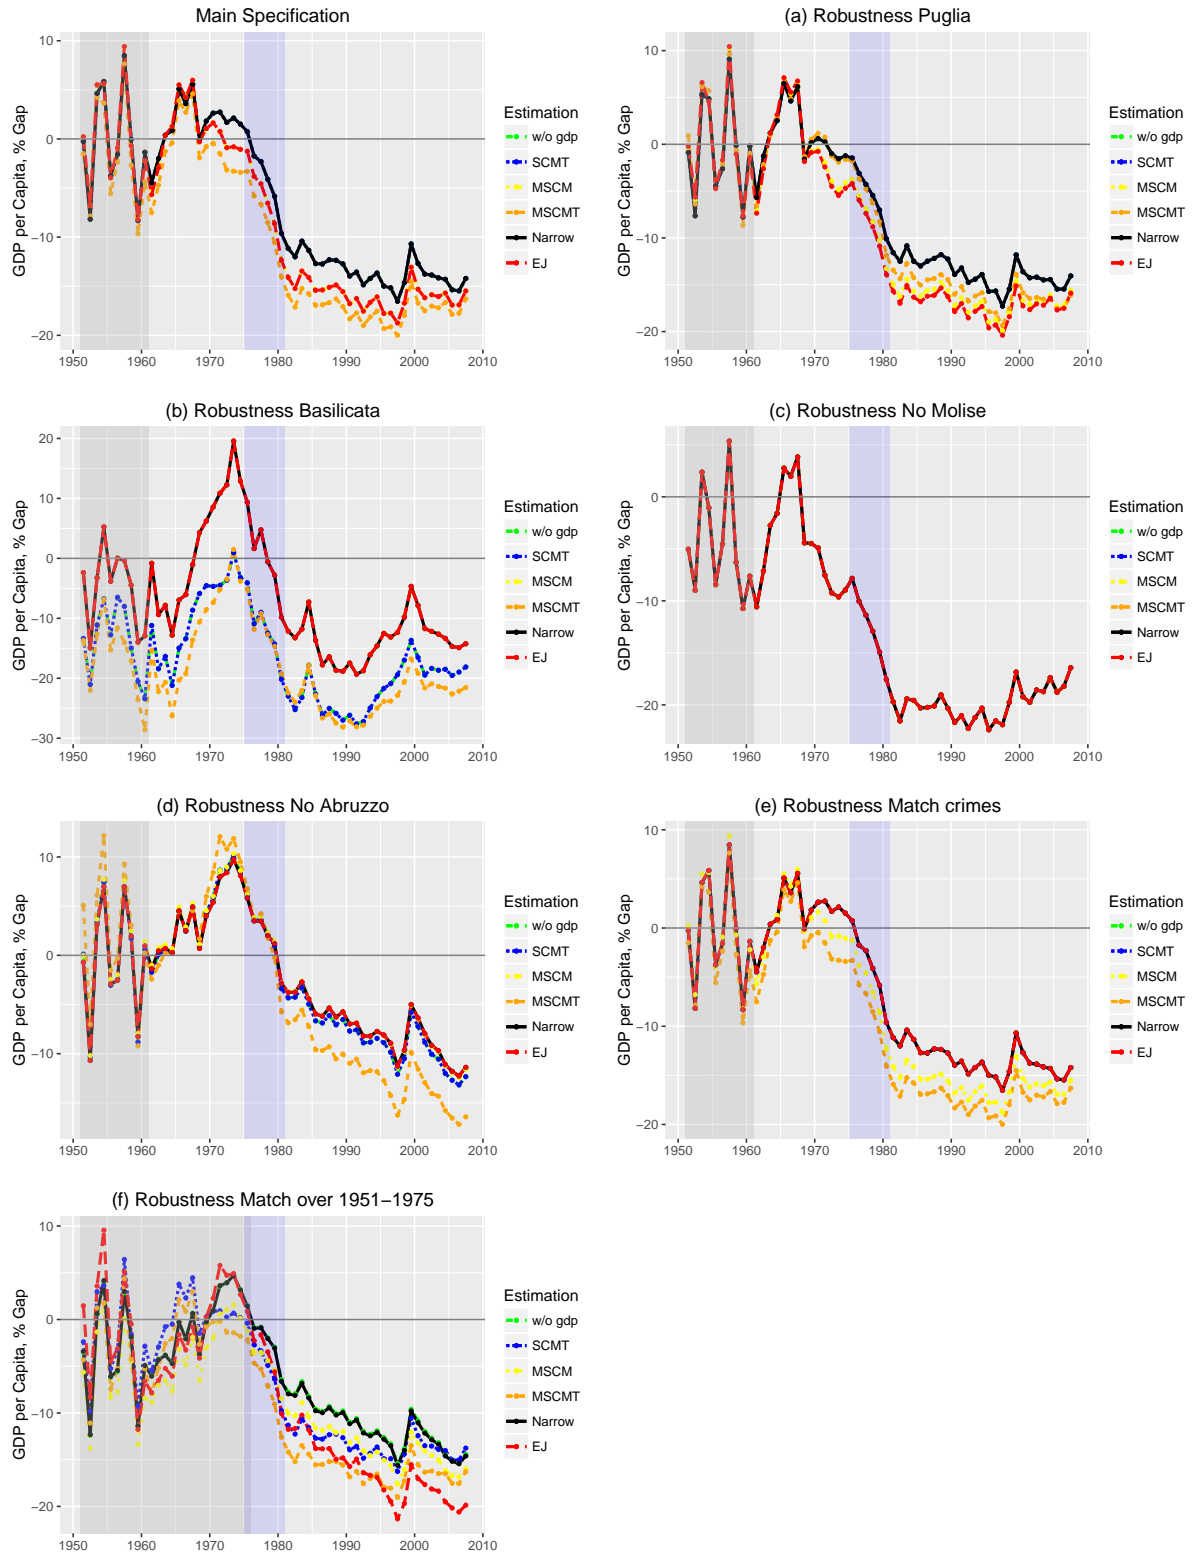 Main Specification
GDP per Capita, % Gap
10
0
−10
−20
1950 1960 1970 1980 1990 2000 2010
Estimation
w/o gdp
SCMT
MSCM
MSCMT
Narrow
EJ
(a) Robustness Puglia
GDP per Capita, % Gap
10
0
−10
−20
1950 1960 1970 1980 1990 2000 2010
Estimation
w/o gdp
SCMT
MSCM
MSCMT
Narrow
EJ
(b) Robustness Basilicata
GDP per Capita, % Gap
20
10
0
−10
−20
−30
1950 1960 1970 1980 1990 2000 2010
Estimation
w/o gdp
SCMT
MSCM
MSCMT
Narrow
EJ
(c) Robustness No Molise
GDP per Capita, % Gap
0
−10
−20
1950 1960 1970 1980 1990 2000 2010
Estimation
w/o gdp
SCMT
MSCM
MSCMT
Narrow
EJ
(d) Robustness No Abruzzo
GDP per Capita, % Gap
10
0
−10
1950 1960 1970 1980 1990 2000 2010
Estimation
w/o gdp
SCMT
MSCM
MSCMT
Narrow
EJ
(e) Robustness Match crimes
GDP per Capita, % Gap
10
0
−10
−20
1950 1960 1970 1980 1990 2000 2010
Estimation
w/o gdp
SCMT
MSCM
MSCMT
Narrow
EJ
(f) Robustness Match over 1951−1975
GDP per Capita, % Gap
10
0
−10
−20
1950 1960 1970 1980 1990 2000 2010
Estimation
w/o gdp
SCMT
MSCM
MSCMT
Narrow
EJ